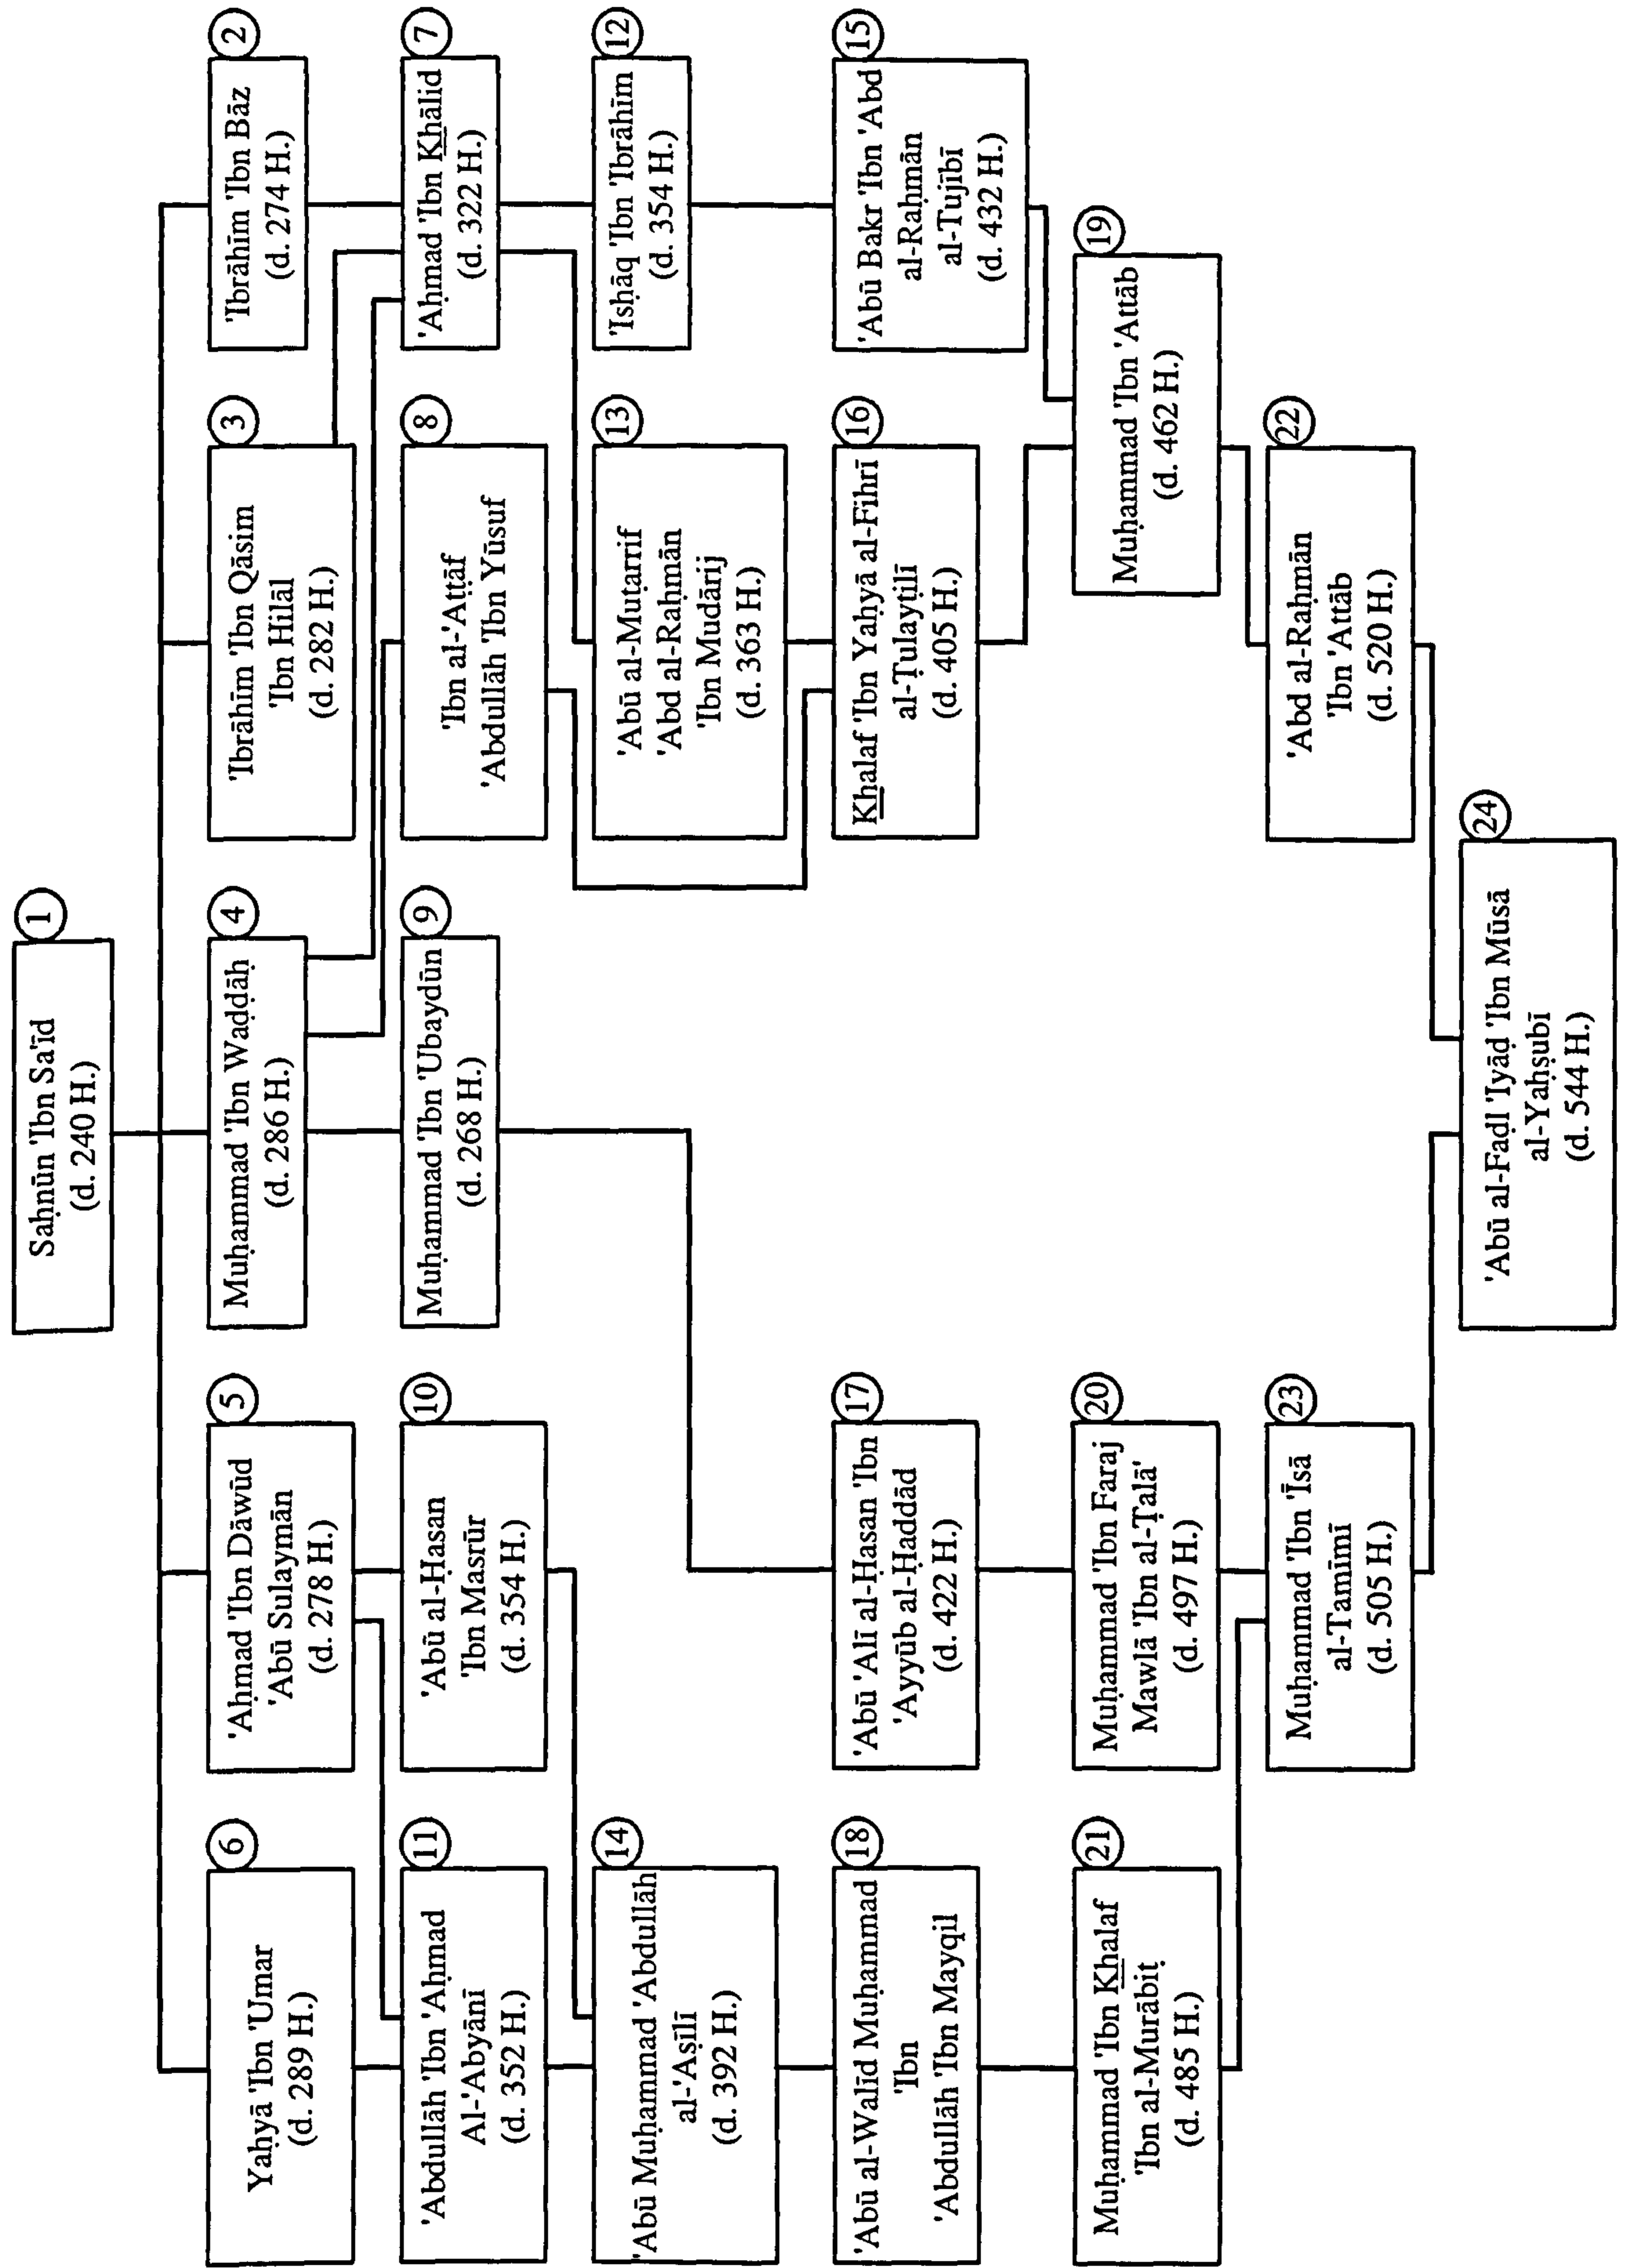 1
Saḥnūn 'Ibn Sa'īd
(d. 240 H.)
6
Yaḥyā 'Ibn 'Umar
(d. 289 H.)
5
'Aḥmad 'Ibn Dāwūd
'Abū Sulaymān
(d. 278 H.)
4
Muḥammad 'Ibn Waḍḍāḥ
(d. 286 H.)
3
'Ibrāhīm 'Ibn Qāsim
'Ibn Hilāl
(d. 282 H.)
2
'Ibrāhīm 'Ibn Bāz
(d. 274 H.)
11
'Abdullāh 'Ibn 'Aḥmad
Al-'Abyānī
(d. 352 H.)
10
'Abū al-Ḥasan
'Ibn Masrūr
(d. 354 H.)
9
Muḥammad 'Ibn 'Ubaydūn
(d. 268 H.)
8
'Ibn al-'Aṭṭāf
'Abdullāh 'Ibn Yūsuf
7
'Aḥmad 'Ibn Khālid
(d. 322 H.)
14
'Abū Muḥammad 'Abdullāh
al-'Aṣīlī
(d. 392 H.)
13
'Abū al-Muṭarrif
'Abd al-Raḥmān
'Ibn Mudārij
(d. 363 H.)
12
'Isḥāq 'Ibn 'Ibrāhīm
(d. 354 H.)
18
'Abū al-Walīd Muḥammad
'Ibn
'Abdullāh 'Ibn Mayqil
17
'Abū 'Alī al-Ḥasan 'Ibn
'Ayyūb al-Ḥaddād
(d. 422 H.)
16
Khalaf 'Ibn Yaḥyā al-Fihrī
al-Ṭulayṭilī
(d. 405 H.)
15
'Abū Bakr 'Ibn 'Abd
al-Raḥmān
al-Tujībī
(d. 432 H.)
21
Muḥammad 'Ibn Khalaf
'Ibn al-Murābiṭ
(d. 485 H.)
20
Muḥammad 'Ibn Faraj
Mawlā 'Ibn al-Ṭalā'
(d. 497 H.)
19
Muḥammad 'Ibn 'Attāb
(d. 462 H.)
23
Muḥammad 'Ibn 'Īsā
al-Tamīmī
(d. 505 H.)
22
'Abd al-Raḥmān
'Ibn 'Attāb
(d. 520 H.)
24
'Abū al-Faḍl 'Iyāḍ 'Ibn Mūsā
al-Yaḥṣubī
(d. 544 H.)